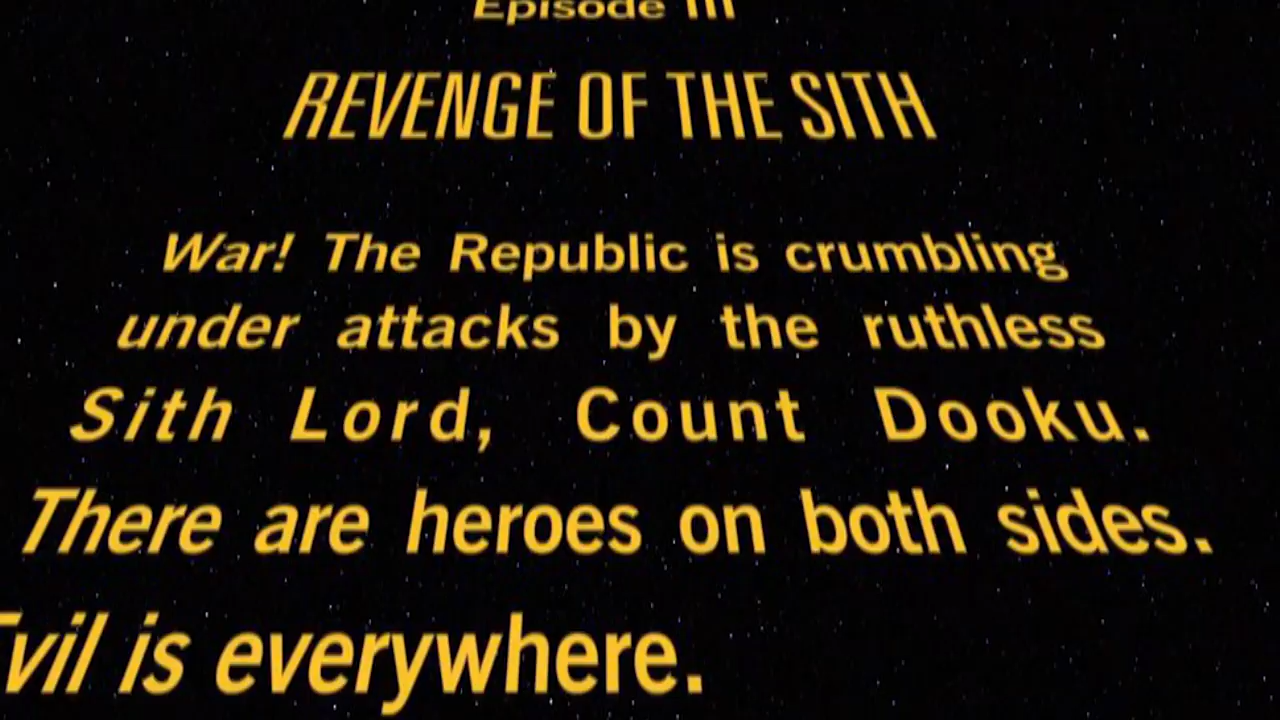 Episode III
REVENGE OF THE SITH
War! The Republic is crumbling
under attacks by the ruthless
Sith Lord, Count Dooku.
There are heroes on both sides.
Evil is everywhere.